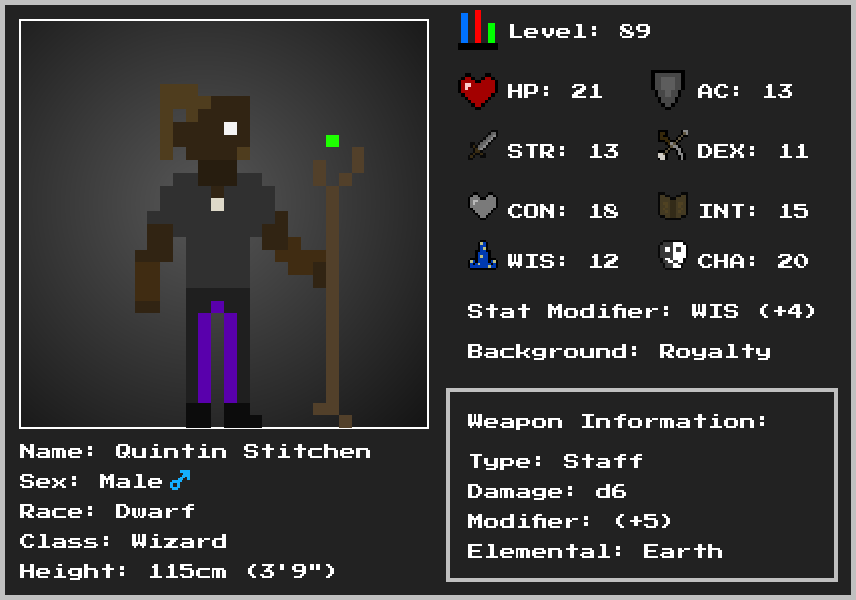 Level: 89
HP: 21
AC: 13
STR: 13
DEX: 11
CON: 18
INT: 15
WIS: 12
CHA: 20
Stat Modifier: WIS (+4)
Background: Royalty
Weapon Information:
Type: Staff
Damage: d6
Modifier: (+5)
Elemental: Earth
Name: Quintin Stitchen
Sex: Male♂
Race: Dwarf
Class: Wizard
Height: 115cm (3'9")